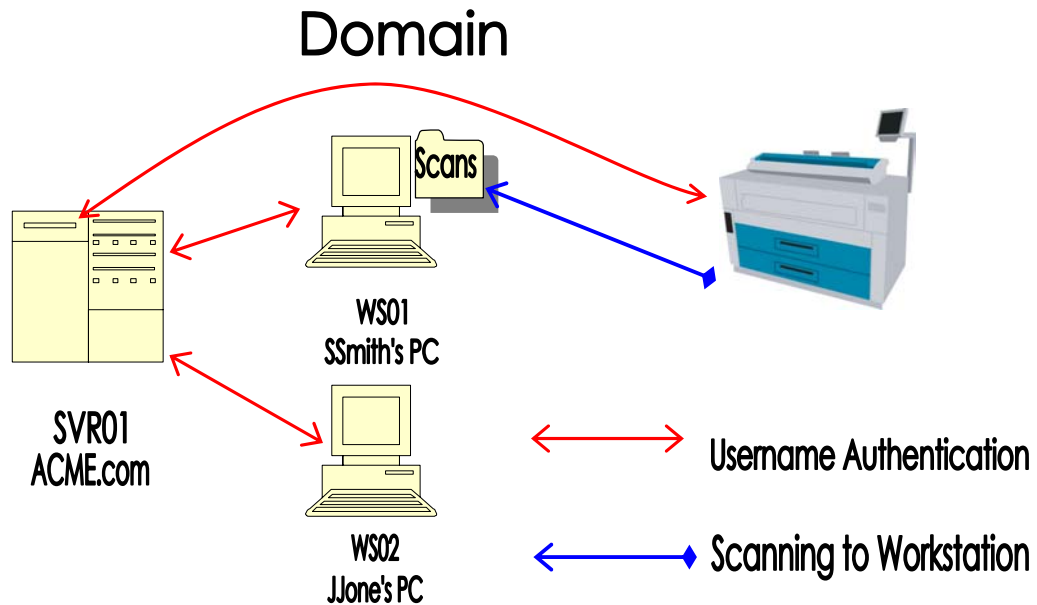 Domain
Scans
WS01
SSmith's PC
SVR01
ACME.com
WS02
JJone's PC
Username Authentication
Scanning to Workstation